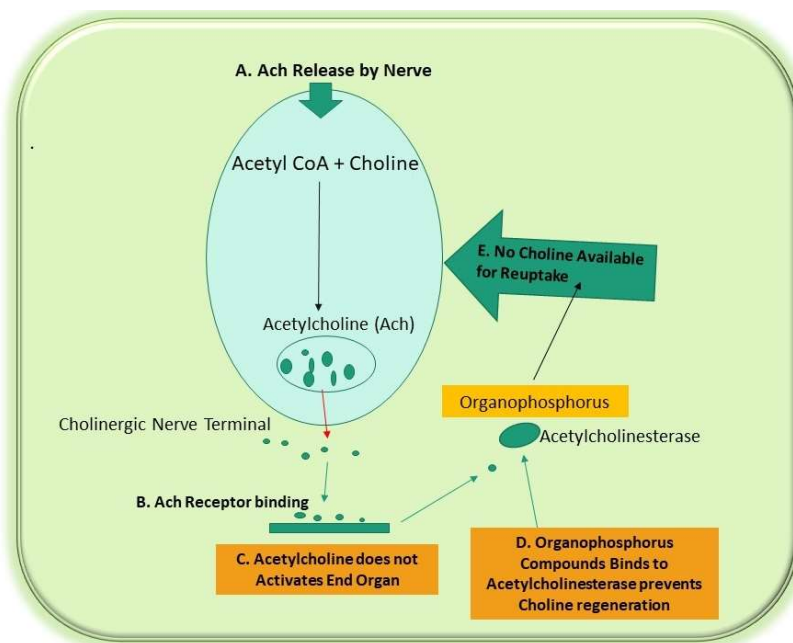 A. Ach Release by Nerve
Acetyl CoA + Choline
E. No Choline Available
for Reuptake
Acetylcholine (Ach)
Organophosphorus
Cholinergic Nerve Terminal
Acetylcholinesterase
B. Ach Receptor binding
C. Acetylcholine does not
Activates End Organ
D. Organophosphorus
Compounds Binds to
Acetylcholinesterase prevents
Choline regeneration